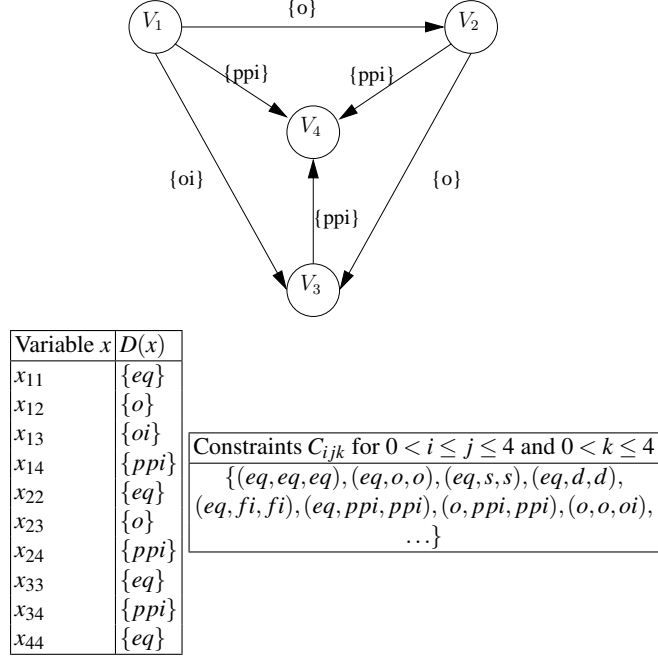 {o}
V1
V2
{ppi}
{ppi}
V4
{oi}
{o}
{ppi}
V3
Variable x D(x)
x11 {eq}
x12 {o}
x13 {oi}
x14 {ppi}
x22 {eq}
x23 {o}
x24 {ppi}
x33 {eq}
x34 {ppi}
x44 {eq}
Constraints Cijk for 0 < i ≤ j ≤ 4 and 0 < k ≤ 4
{(eq,eq,eq),(eq,o,o),(eq,s,s),(eq,d,d),
(eq,fi,fi),(eq,ppi,ppi),(o,ppi,ppi),(o,o,oi),
...}